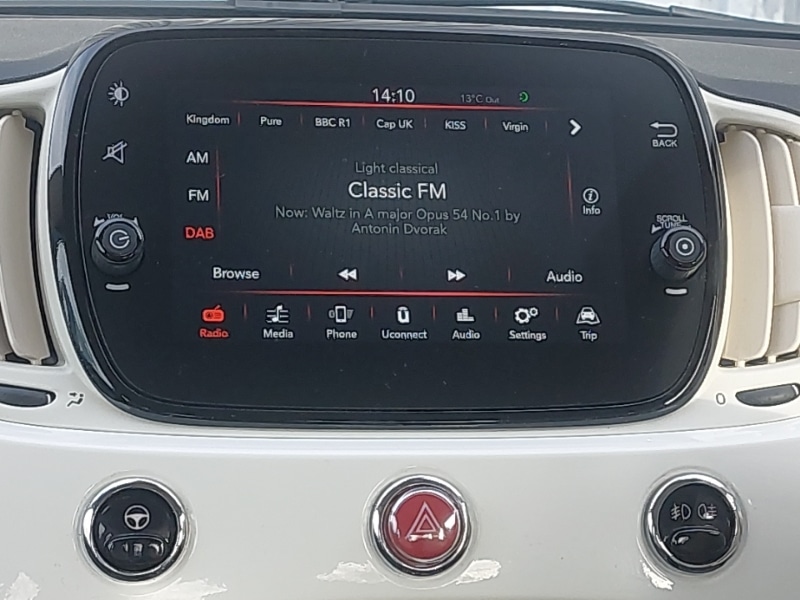 14:10
13°C Out
Kingdom Pure BBC R1 Cap UK KISS Virgin
BACK
AM
Light classical
FM
Classic FM
Info
Now: Waltz in A major Opus 54 No.1 by
Antonin Dvorak
VOL
SCROLL
TUNE
DAB
Browse Audio
Radio Media Phone Uconnect Audio Settings Trip
0